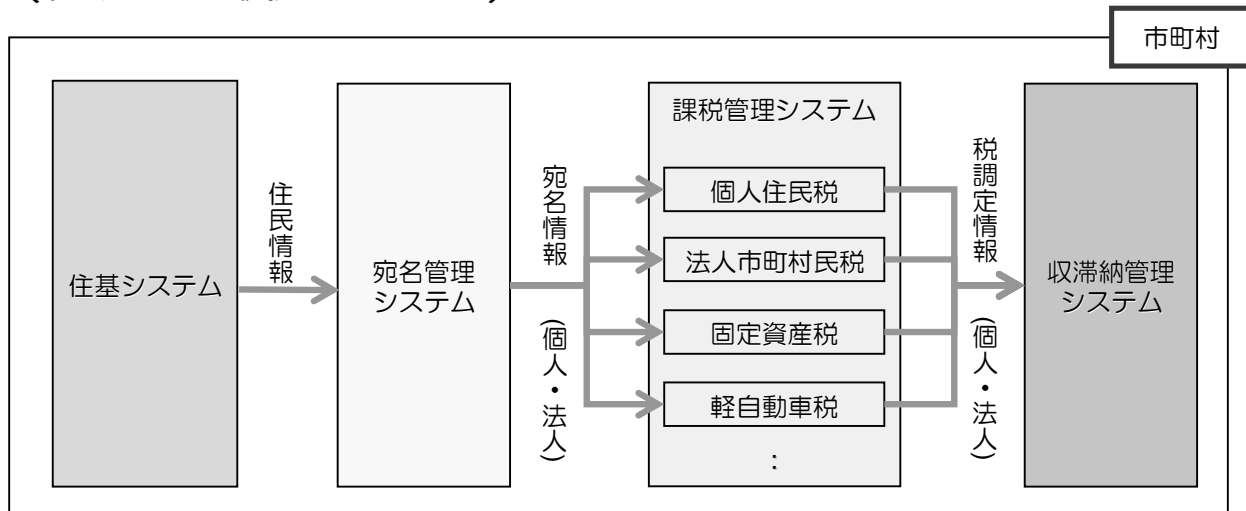 市町村
住基システム
住民情報
宛名管理
システム
宛名情報
(個人・法人)
課税管理システム
個人住民税
法人市町村民税
固定資産税
軽自動車税
:
税調定情報
(個人・法人)
収滞納管理
システム